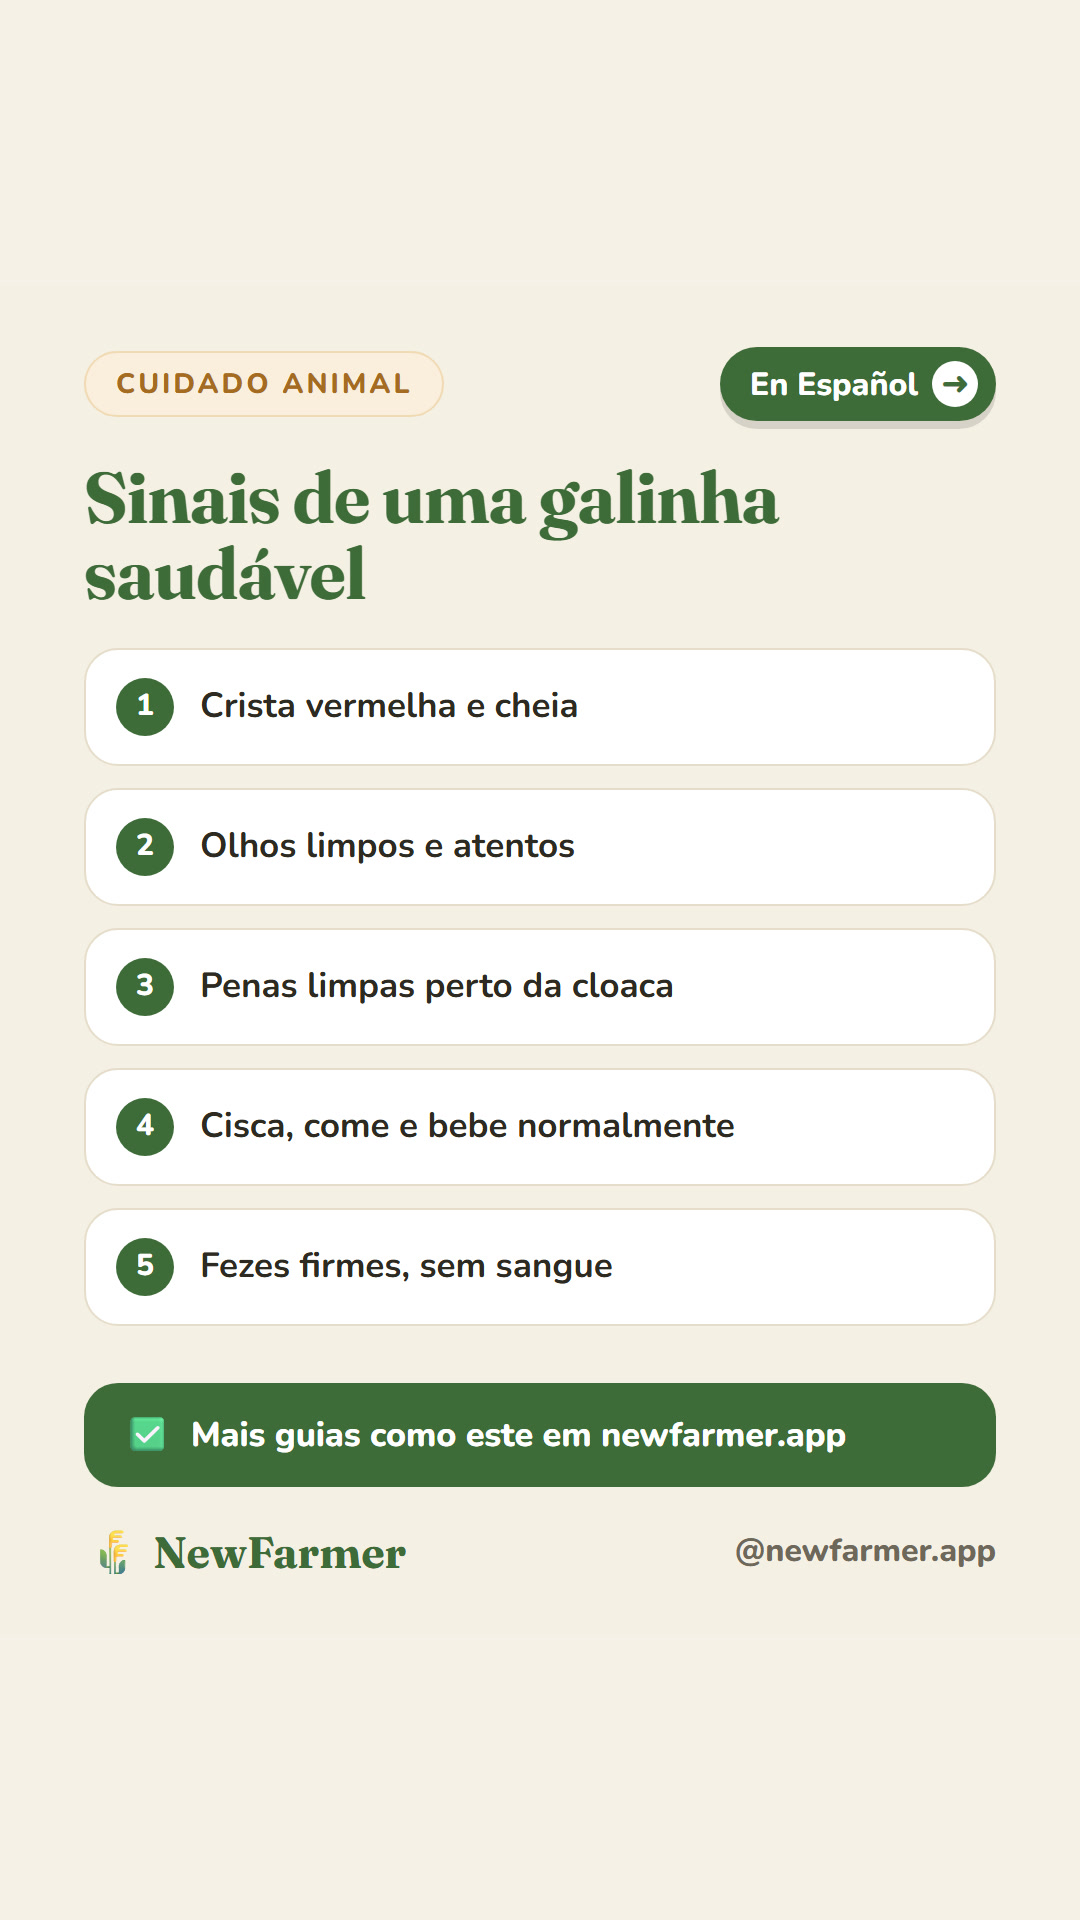 CUIDADO ANIMAL
En Español →
Sinais de uma galinha
saudável
1 Crista vermelha e cheia
2 Olhos limpos e atentos
3 Penas limpas perto da cloaca
4 Cisca, come e bebe normalmente
5 Fezes firmes, sem sangue
✅ Mais guias como este em newfarmer.app
NewFarmer
@newfarmer.app